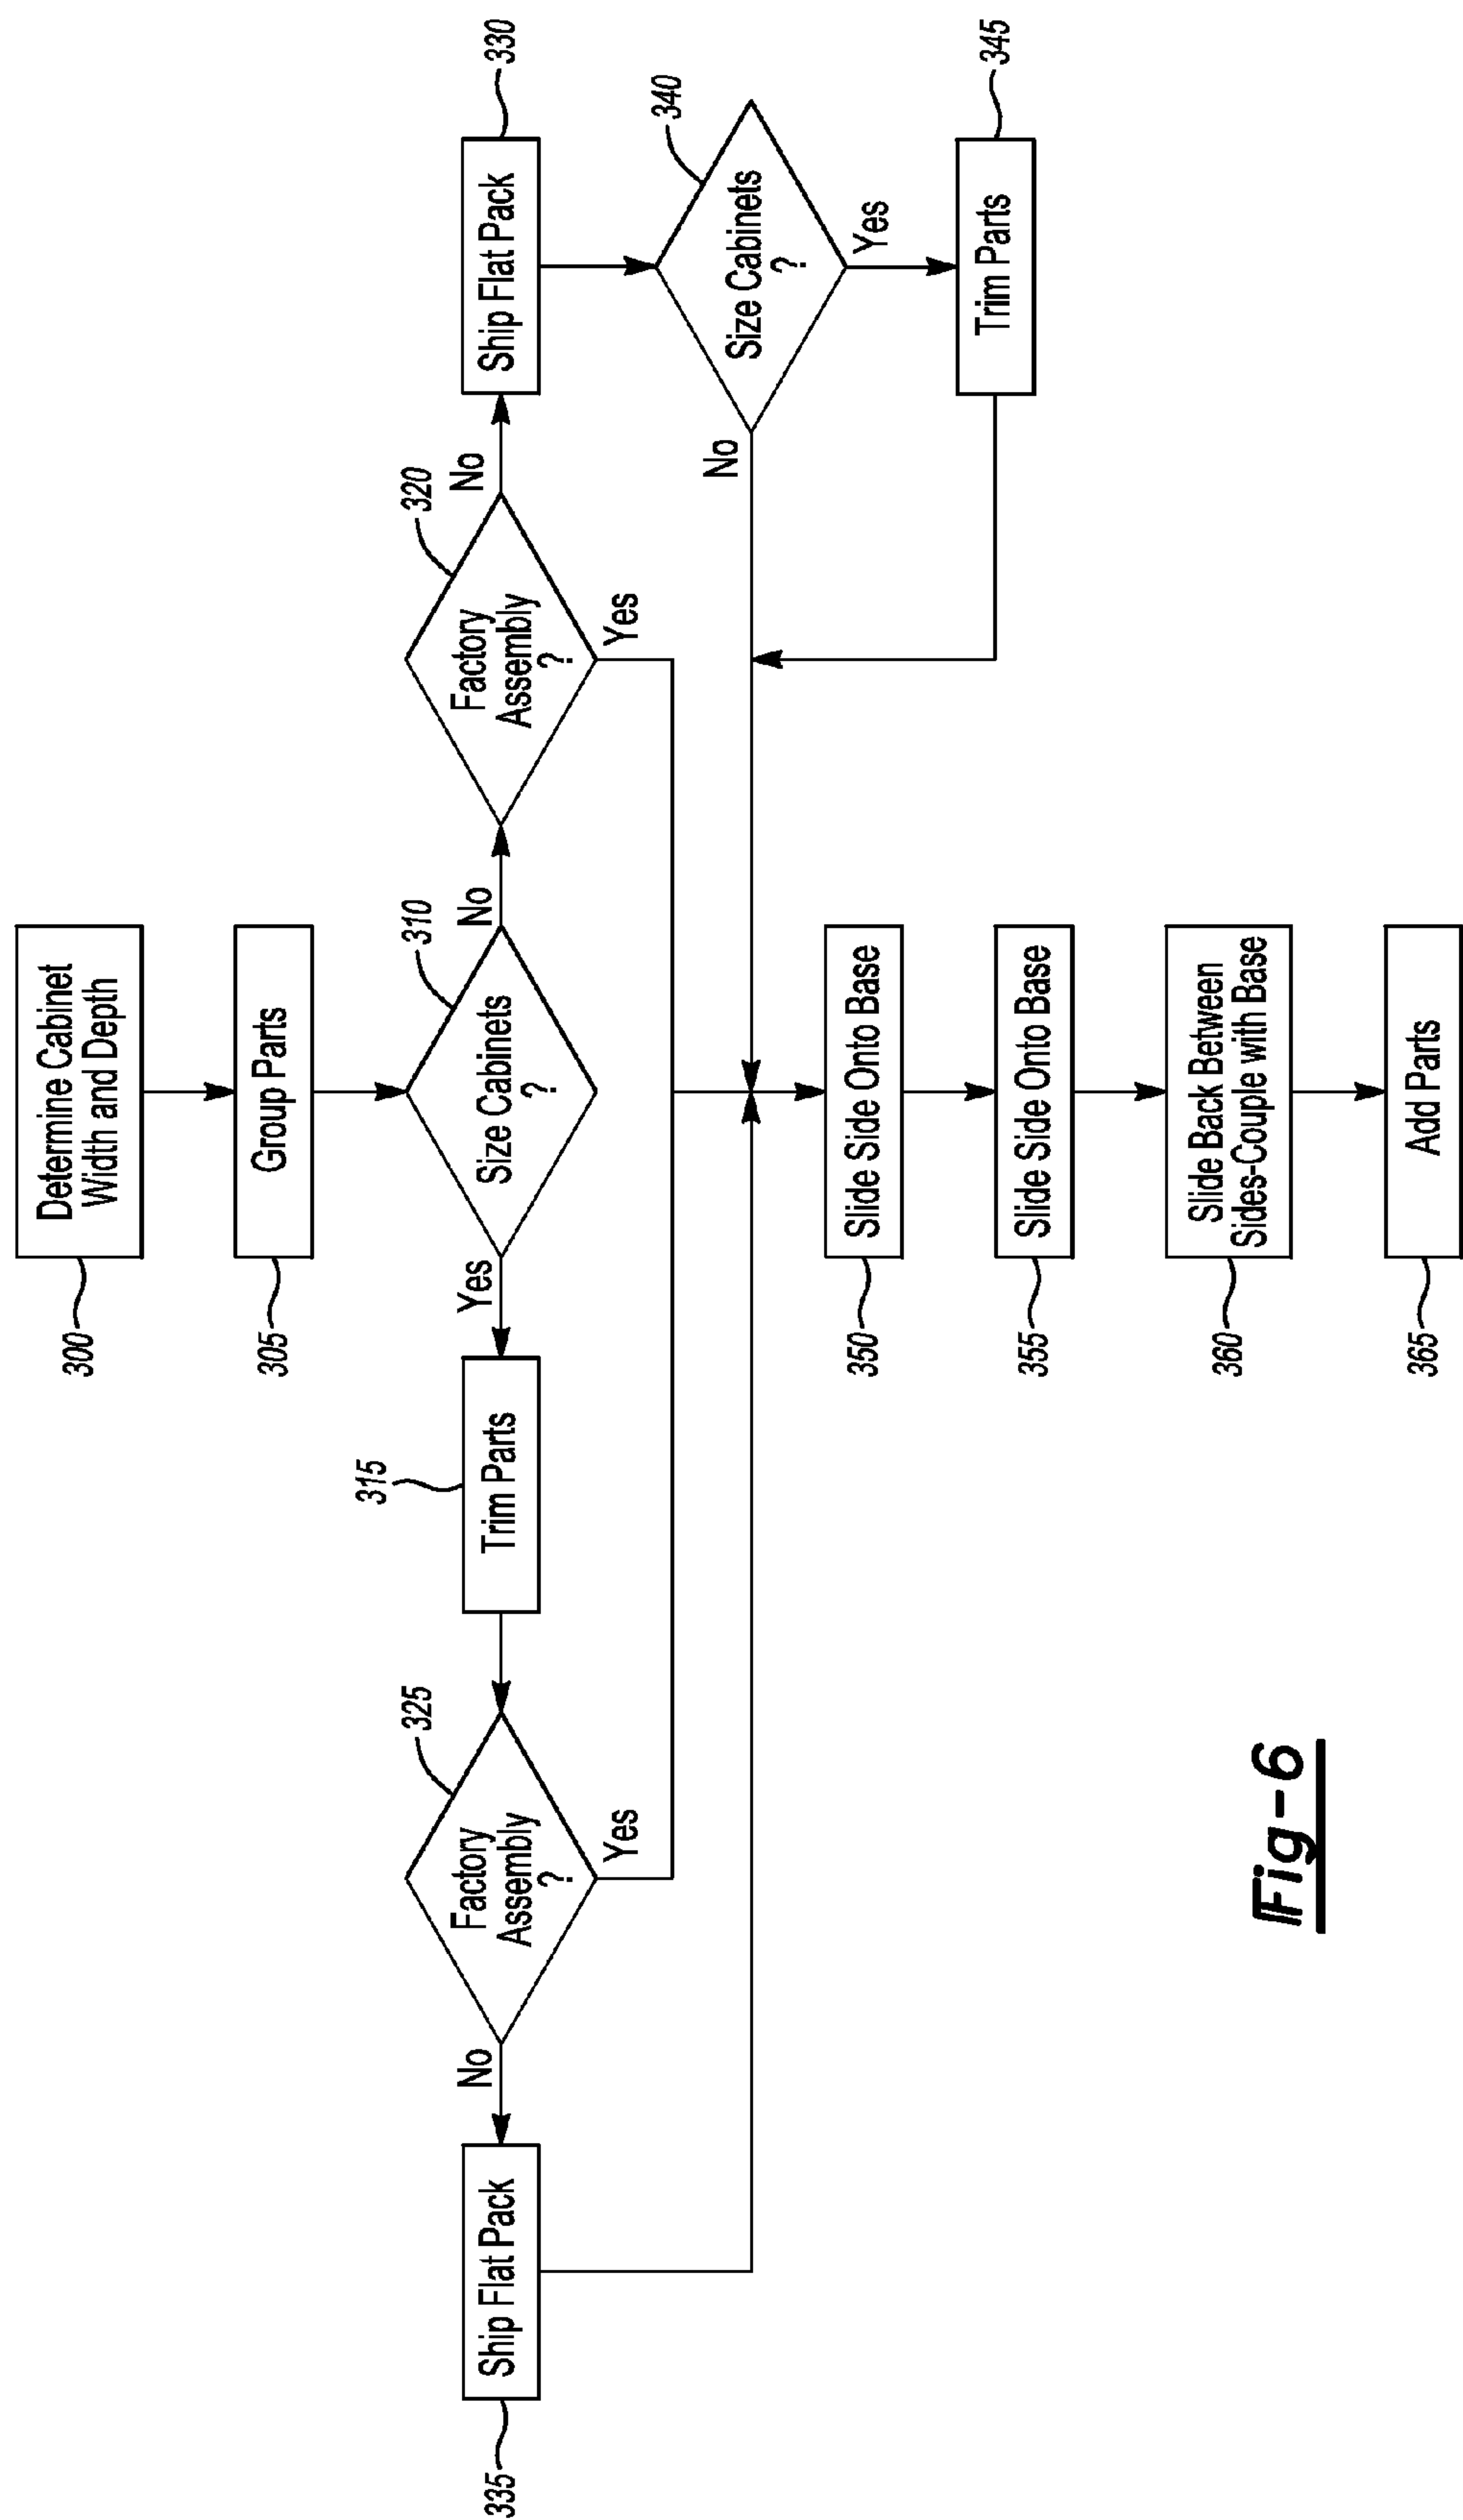 300
Determine Cabinet
Width and Depth
305
Group Parts
310
Size Cabinets
?
Yes
No
315
Trim Parts
320
Factory
Assembly
?
No
Yes
325
Factory
Assembly
?
No
Yes
330
Ship Flat Pack
335
Ship Flat Pack
340
Size Cabinets
?
No
Yes
345
Trim Parts
350
Slide Side Onto Base
355
Slide Side Onto Base
360
Slide Back Between
Sides-Couple with Base
365
Add Parts
Fig-6